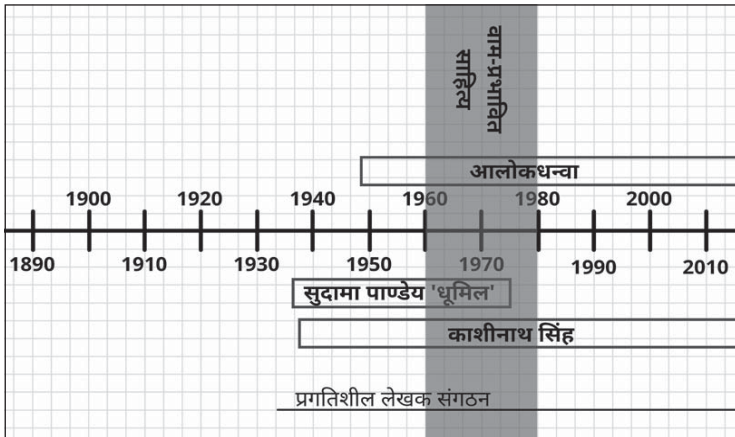 वाम-प्रभावित
साहित्य
आलोकधन्वा
1900 1920 1940 1960 1980 2000
1890 1910 1930 1950 1970 1990 2010
सुदामा पाण्डेय 'धूमिल'
काशीनाथ सिंह
प्रगतिशील लेखक संगठन